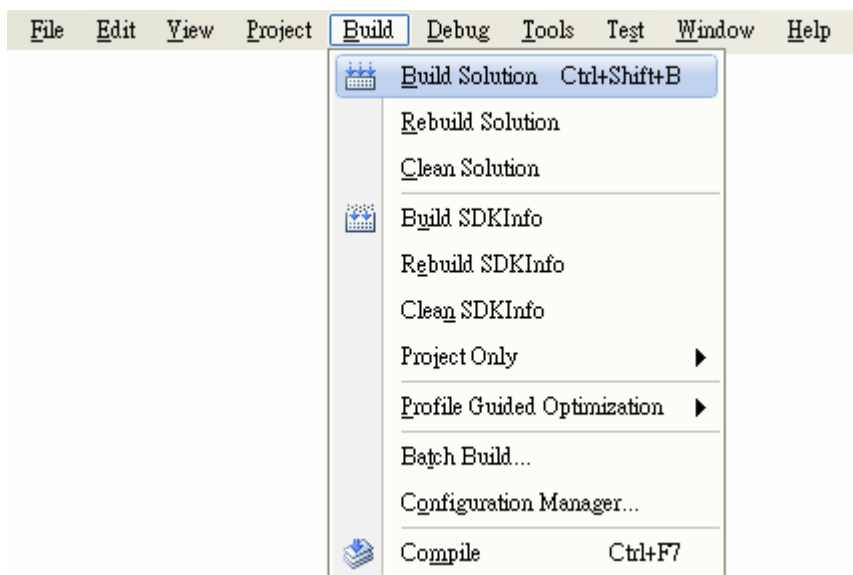 File Edit View Project Build Debug Tools Test Window Help
Build Solution Ctrl+Shift+B
Rebuild Solution
Clean Solution
Build SDKInfo
Rebuild SDKInfo
Clean SDKInfo
Project Only
Profile Guided Optimization
Batch Build...
Configuration Manager...
Compile Ctrl+F7